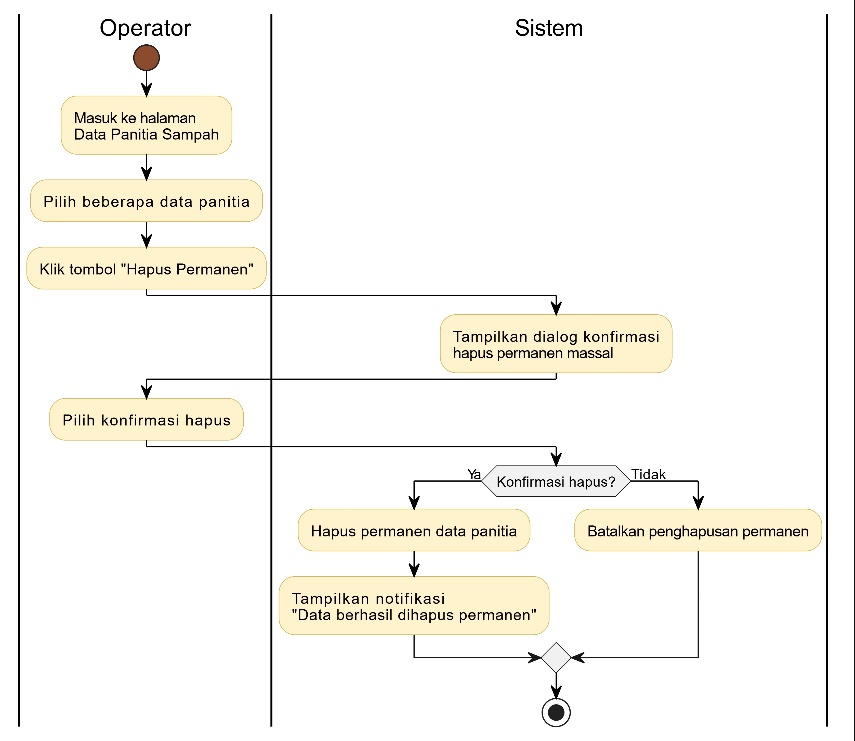 Operator
Sistem
Masuk ke halaman
Data Panitia Sampah
Pilih beberapa data panitia
Klik tombol "Hapus Permanen"
Tampilkan dialog konfirmasi
hapus permanen massal
Pilih konfirmasi hapus
Ya
Konfirmasi hapus?
Tidak
Hapus permanen data panitia
Batalkan penghapusan permanen
Tampilkan notifikasi
"Data berhasil dihapus permanen"